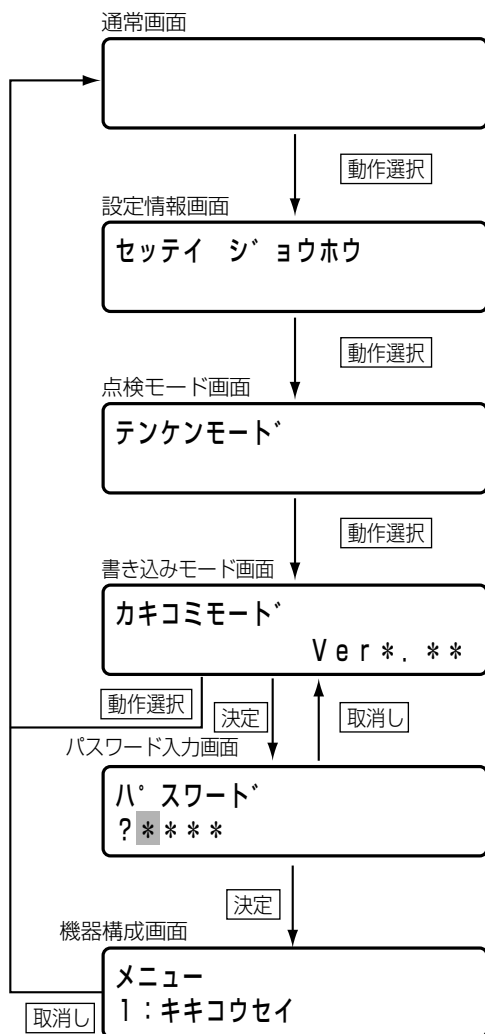 通常画面
動作選択
設定情報画面
セッテイ シ゛ョウホウ
動作選択
点検モード画面
テンケンモート゛
動作選択
書き込みモード画面
カキコミモート゛
Ver*.**
動作選択
決定
取消し
パスワード入力画面
ハ゜スワート゛
?****
決定
機器構成画面
メニュー
1:キキコウセイ
取消し